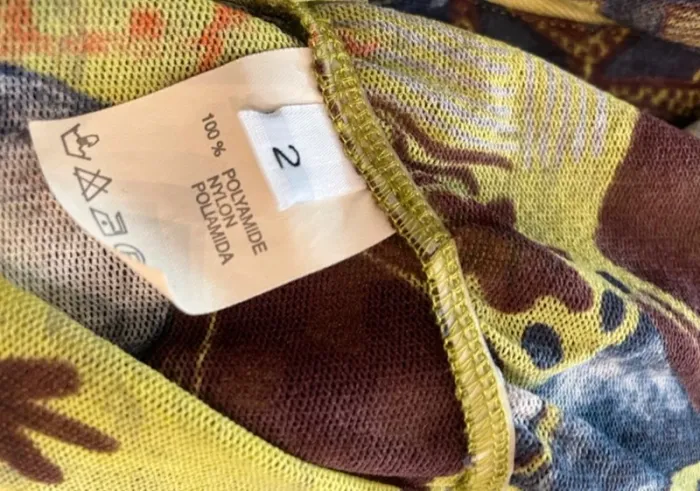 2
100 % POLYAMIDE
NYLON
POLIAMIDA